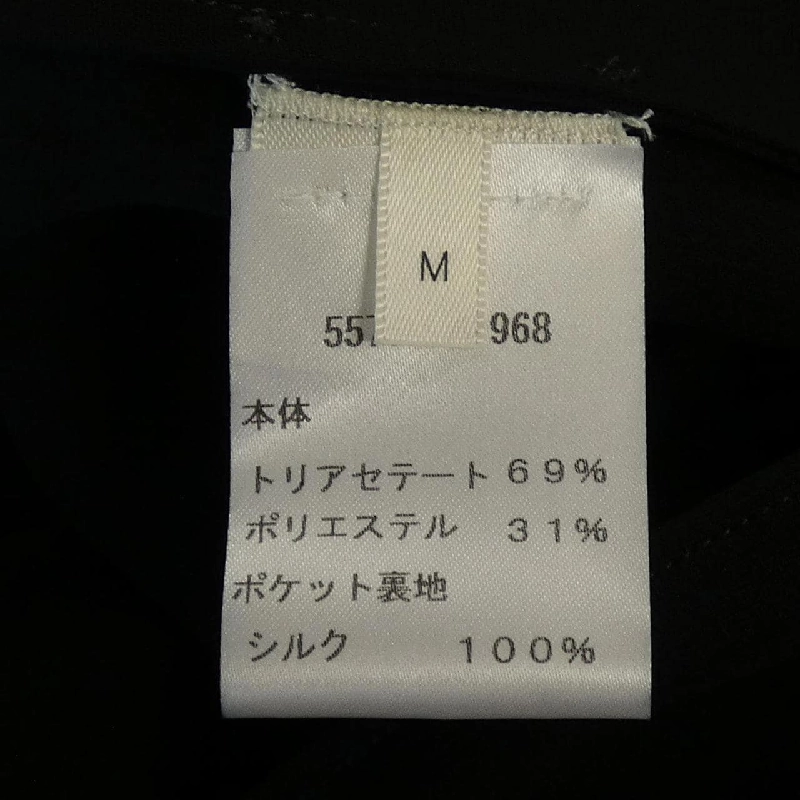 M
557 968
本体
トリアセテート 69%
ポリエステル 31%
ポケット裏地
シルク 100%